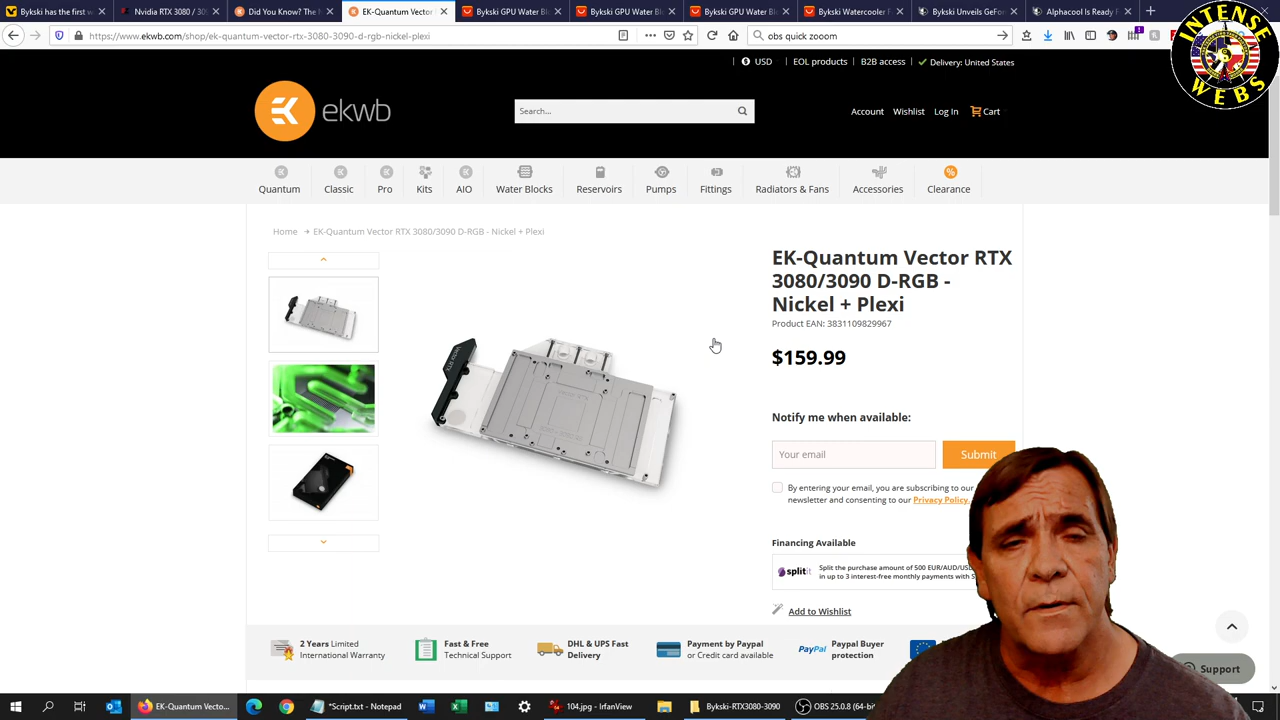 Bykski has the first w
Nvidia RTX 3080 / 309
Did You Know? The M
EK-Quantum Vector R
Bykski GPU Water Blo
Bykski GPU Water Blo
Bykski GPU Water Blo
Bykski Watercooler F
Bykski Unveils GeFo
Alphacool Is Ready
https://www.ekwb.com/shop/ek-quantum-vector-rtx-3080-3090-d-rgb-nickel-plexi
obs quick zooom
INTENSE
WEBS
USD
EOL products
B2B access
Delivery: United States
ekwb
Search...
Account
Wishlist
Log In
Cart
Quantum
Classic
Pro
Kits
AIO
Water Blocks
Reservoirs
Pumps
Fittings
Radiators & Fans
Accessories
Clearance
Home → EK-Quantum Vector RTX 3080/3090 D-RGB - Nickel + Plexi
EK-Quantum Vector RTX
3080/3090 D-RGB -
Nickel + Plexi
Product EAN: 3831109829967
$159.99
VECTOR RTX
Notify me when available:
Your email
Submit
By entering your email, you are subscribing to our
newsletter and consenting to our Privacy Policy.
Financing Available
splitit
Split the purchase amount of 500 EUR/AUD/USD
in up to 3 interest-free monthly payments with
Add to Wishlist
2 Years Limited
International Warranty
Fast & Free
Technical Support
DHL & UPS Fast
Delivery
Payment by Paypal
or Credit card available
PayPal
Paypal Buyer
protection
Support
EK-Quantum Vecto...
*Script.txt - Notepad
104.jpg - IrfanView
Bykski-RTX3080-3090
OBS 25.0.8 (64-bit